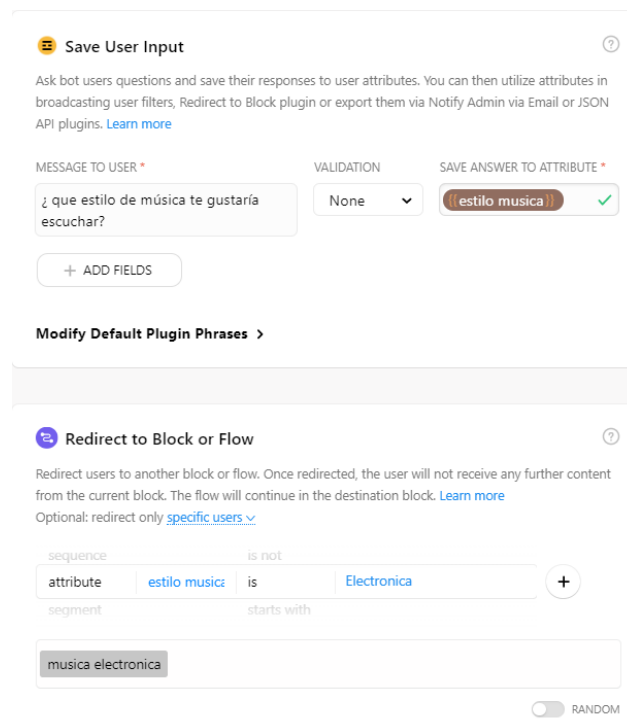 Save User Input
?
Ask bot users questions and save their responses to user attributes. You can then utilize attributes in
broadcasting user filters, Redirect to Block plugin or export them via Notify Admin via Email or JSON
API plugins. Learn more
MESSAGE TO USER *
VALIDATION
SAVE ANSWER TO ATTRIBUTE *
¿ que estilo de música te gustaría
escuchar?
None
{{estilo musica}}
+ ADD FIELDS
Modify Default Plugin Phrases >
Redirect to Block or Flow
?
Redirect users to another block or flow. Once redirected, the user will not receive any further content
from the current block. The flow will continue in the destination block. Learn more
Optional: redirect only specific users
sequence is not
attribute estilo musica is Electronica +
segment starts with
musica electronica
RANDOM